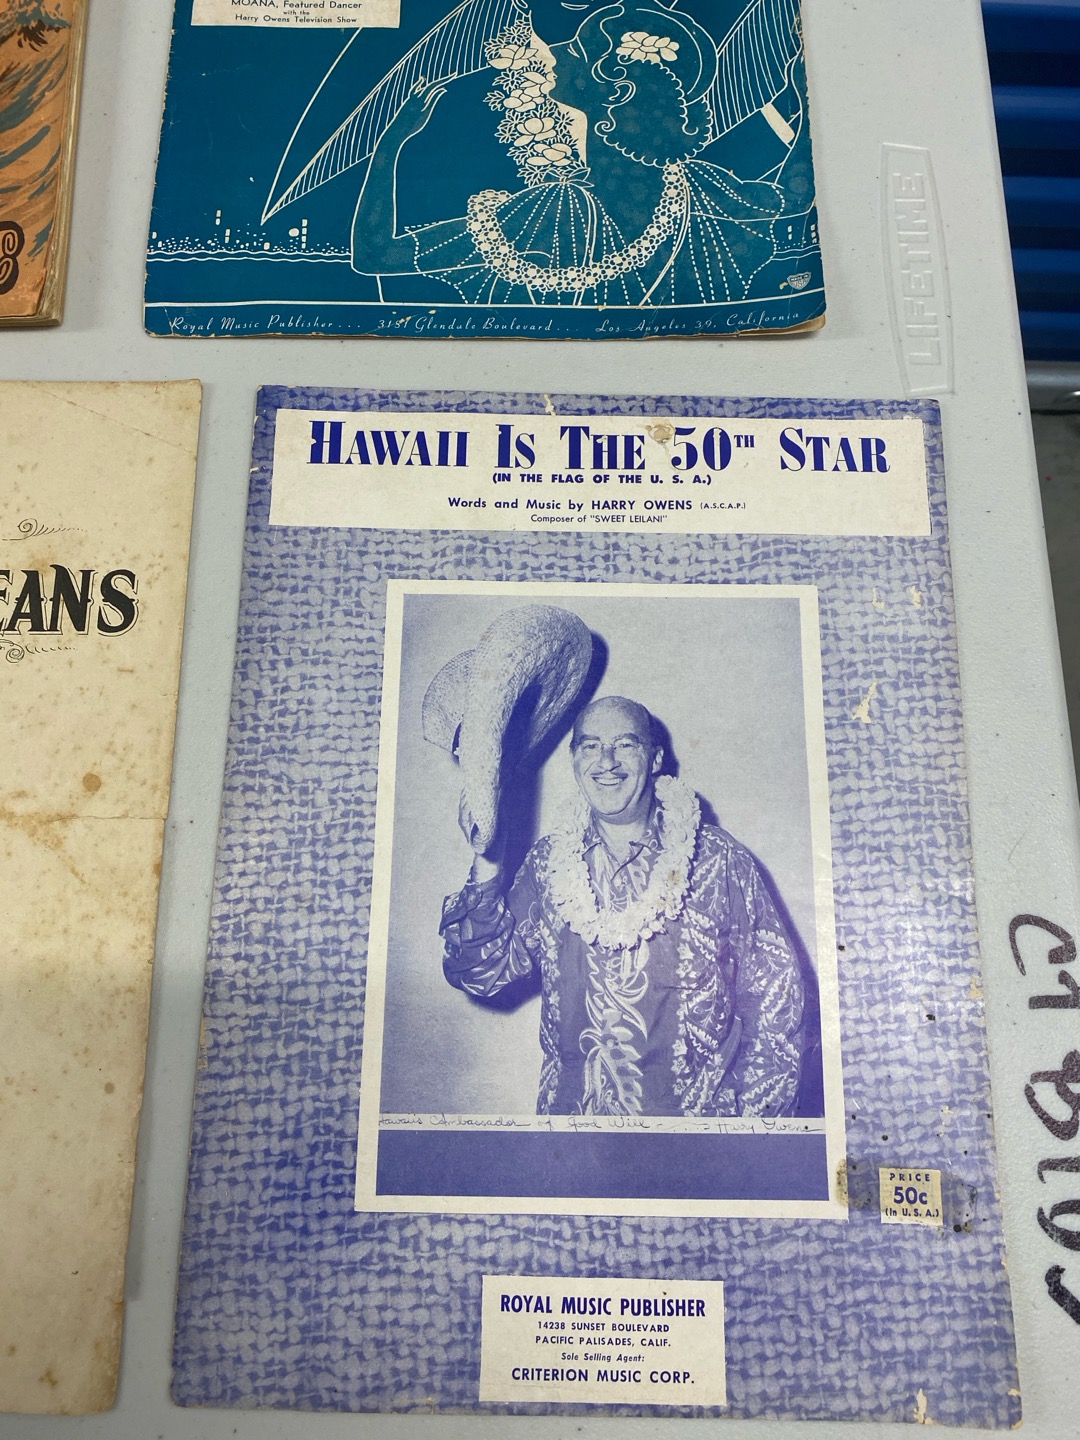 MOANA, Featured Dancer
with the
Harry Owens Television Show
Royal Music Publisher... 3157 Glendale Boulevard... Los Angeles 39, California
LIFETIME
EANS
HAWAII IS THE 50TH STAR
(IN THE FLAG OF THE U. S. A.)
Words and Music by HARRY OWENS (A.S.C.A.P.)
Composer of "SWEET LEILANI"
Hawaii's Ambassador of Good Will - . . . Harry Owens
PRICE
50c
(In U. S. A.)
ROYAL MUSIC PUBLISHER
14238 SUNSET BOULEVARD
PACIFIC PALISADES, CALIF.
Sole Selling Agent:
CRITERION MUSIC CORP.